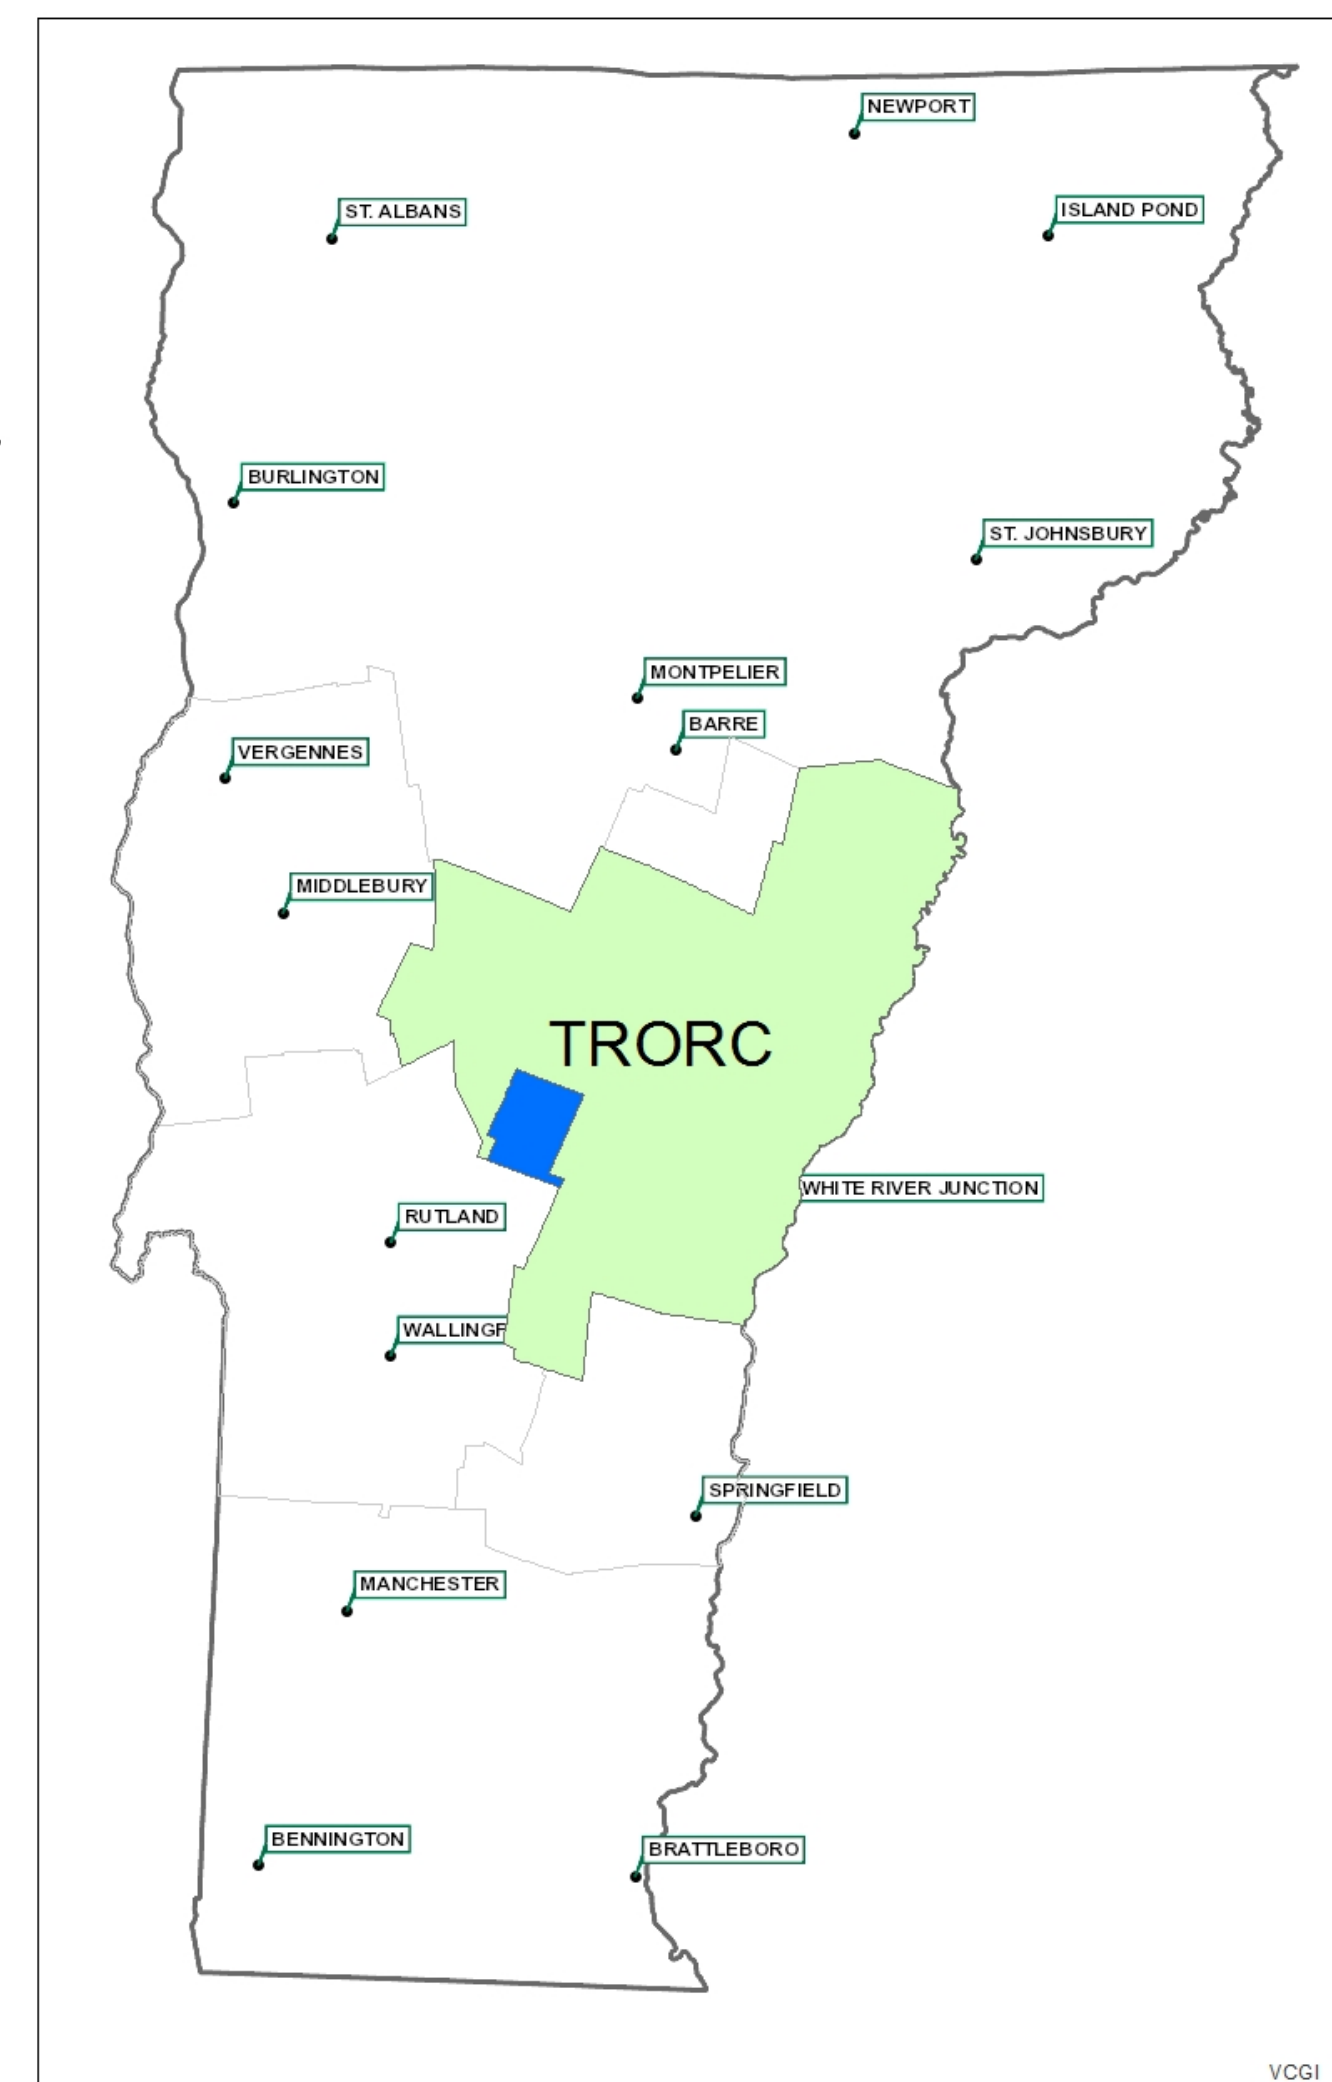 NEWPORT
ST. ALBANS
ISLAND POND
BURLINGTON
ST. JOHNSBURY
MONTPELIER
BARRE
VERGENNES
MIDDLEBURY
TRORC
WHITE RIVER JUNCTION
RUTLAND
WALLINGF
SPRINGFIELD
MANCHESTER
BENNINGTON
BRATTLEBORO
VCGI